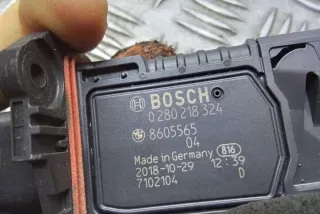 BOSCH
0 280 218 324
8605565
04
Made in Germany 816
2018-10-29 12:39
7102104 D